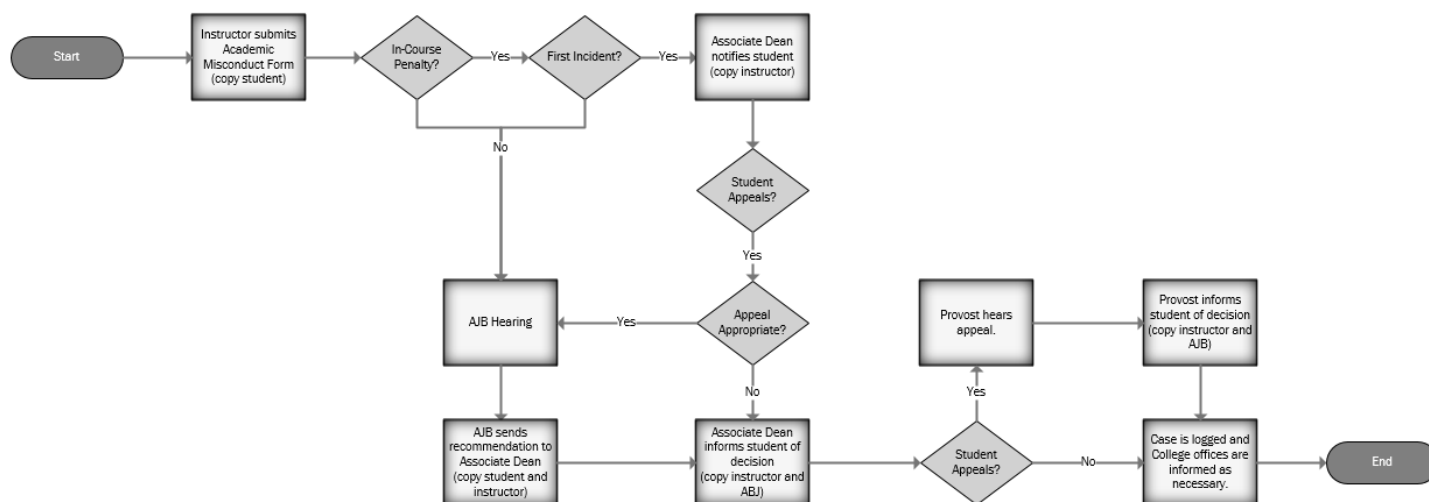 Start
Instructor submits
Academic
Misconduct Form
(copy student)
In-Course
Penalty?
Yes
First Incident?
Yes
Associate Dean
notifies student
(copy instructor)
No
Student
Appeals?
Yes
AJB Hearing
Yes
Appeal
Appropriate?
Provost hears
appeal.
Provost informs
student of decision
(copy instructor and
AJB)
No
Yes
AJB sends
recommendation to
Associate Dean
(copy student and
instructor)
Associate Dean
informs student of
decision
(copy instructor and
ABJ)
Student
Appeals?
No
Case is logged and
College offices are
informed as
necessary.
End